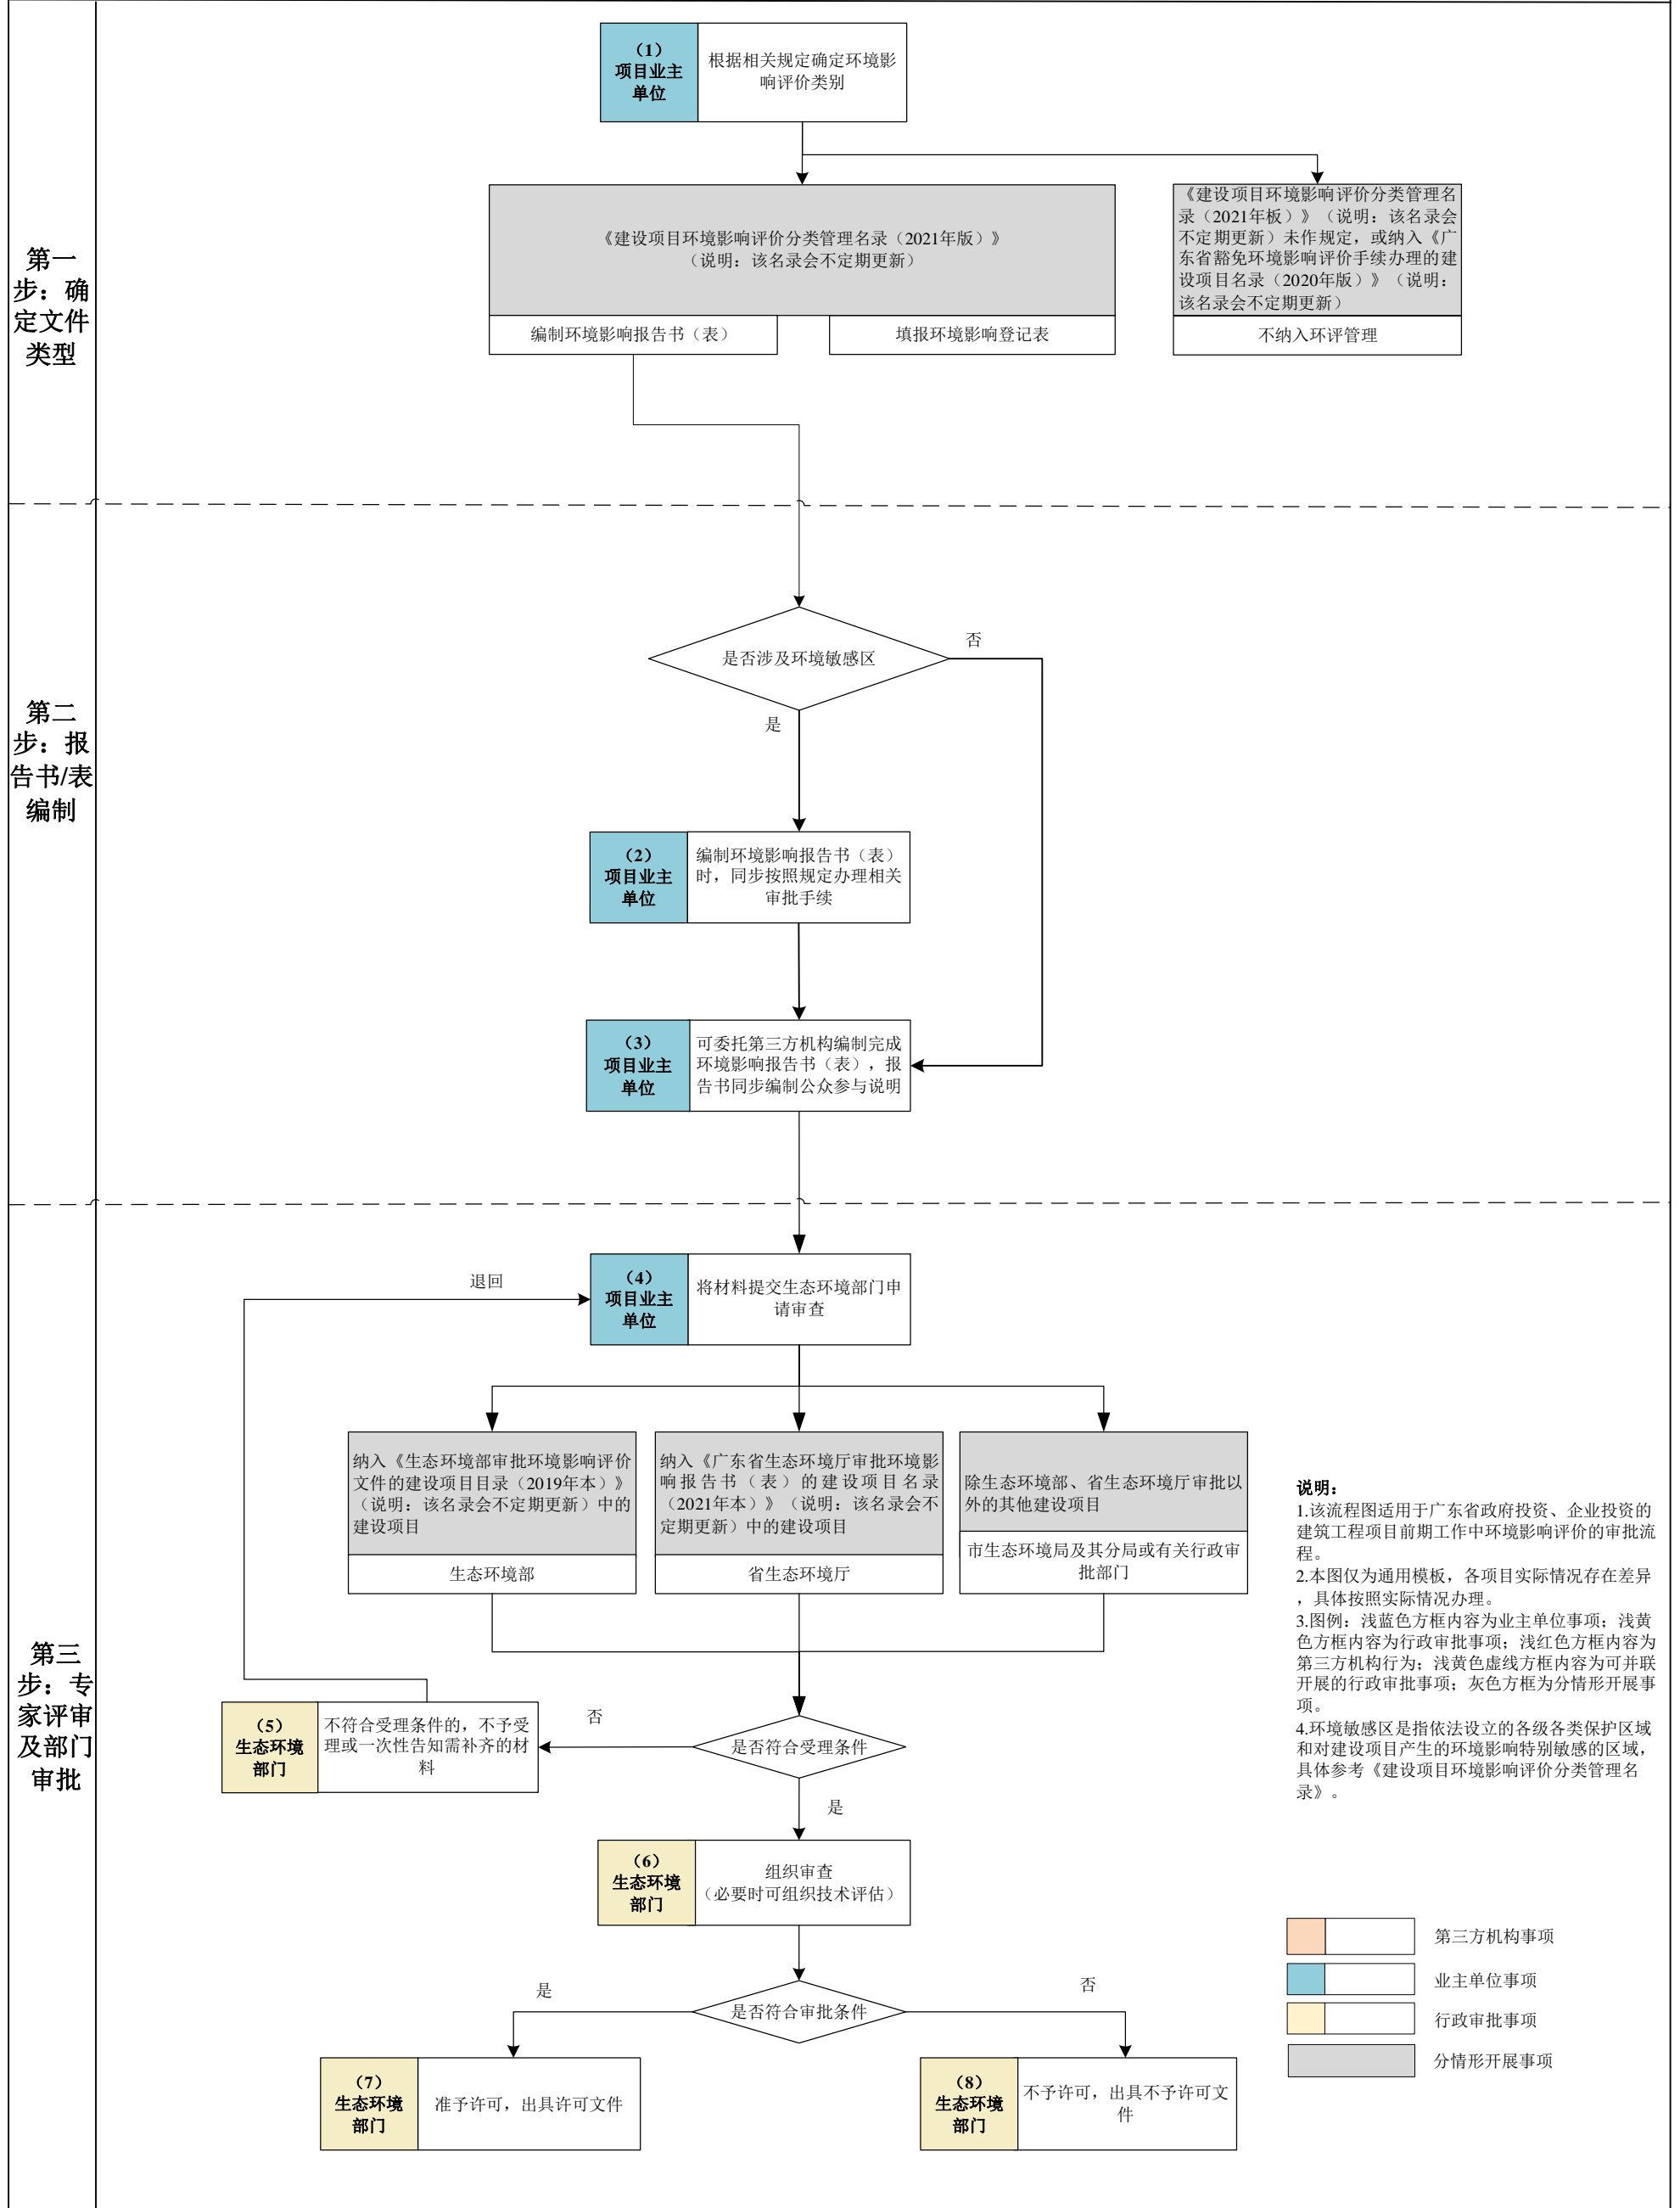 第一
步：确
定文件
类型
（1）
项目业主
单位
根据相关规定确定环境影
响评价类别
《建设项目环境影响评价分类管理名录（2021年版）》
（说明：该名录会不定期更新）
编制环境影响报告书（表）
填报环境影响登记表
《建设项目环境影响评价分类管理名
录（2021年板）》（说明：该名录会
不定期更新）未作规定，或纳入《广
东省豁免环境影响评价手续办理的建
设项目名录（2020年版）》（说明：
该名录会不定期更新）
不纳入环评管理
第二
步：报
告书/表
编制
是否涉及环境敏感区
否
是
（2）
项目业主
单位
编制环境影响报告书（表）
时，同步按照规定办理相关
审批手续
（3）
项目业主
单位
可委托第三方机构编制完成
环境影响报告书（表），报
告书同步编制公众参与说明
第三
步：专
家评审
及部门
审批
退回
（4）
项目业主
单位
将材料提交生态环境部门申
请审查
纳入《生态环境部审批环境影响评价
文件的建设项目目录（2019年本）》
（说明：该名录会不定期更新）中的
建设项目
生态环境部
纳入《广东省生态环境厅审批环境影
响报告书（表）的建设项目名录
（2021年本）》（说明：该名录会不
定期更新）中的建设项目
省生态环境厅
除生态环境部、省生态环境厅审批以
外的其他建设项目
市生态环境局及其分局或有关行政审
批部门
（5）
生态环境
部门
不符合受理条件的，不予受
理或一次性告知需补齐的材
料
否
是否符合受理条件
是
（6）
生态环境
部门
组织审查
（必要时可组织技术评估）
是
是否符合审批条件
否
（7）
生态环境
部门
准予许可，出具许可文件
（8）
生态环境
部门
不予许可，出具不予许可文
件
说明：
1.该流程图适用于广东省政府投资、企业投资的
建筑工程项目前期工作中环境影响评价的审批流
程。
2.本图仅为通用模板，各项目实际情况存在差异
，具体按照实际情况办理。
3.图例：浅蓝色方框内容为业主单位事项；浅黄
色方框内容为行政审批事项；浅红色方框内容为
第三方机构行为；浅黄色虚线方框内容为可并联
开展的行政审批事项；灰色方框为分情形开展事
项。
4.环境敏感区是指依法设立的各级各类保护区域
和对建设项目产生的环境影响特别敏感的区域，
具体参考《建设项目环境影响评价分类管理名
录》。
第三方机构事项
业主单位事项
行政审批事项
分情形开展事项